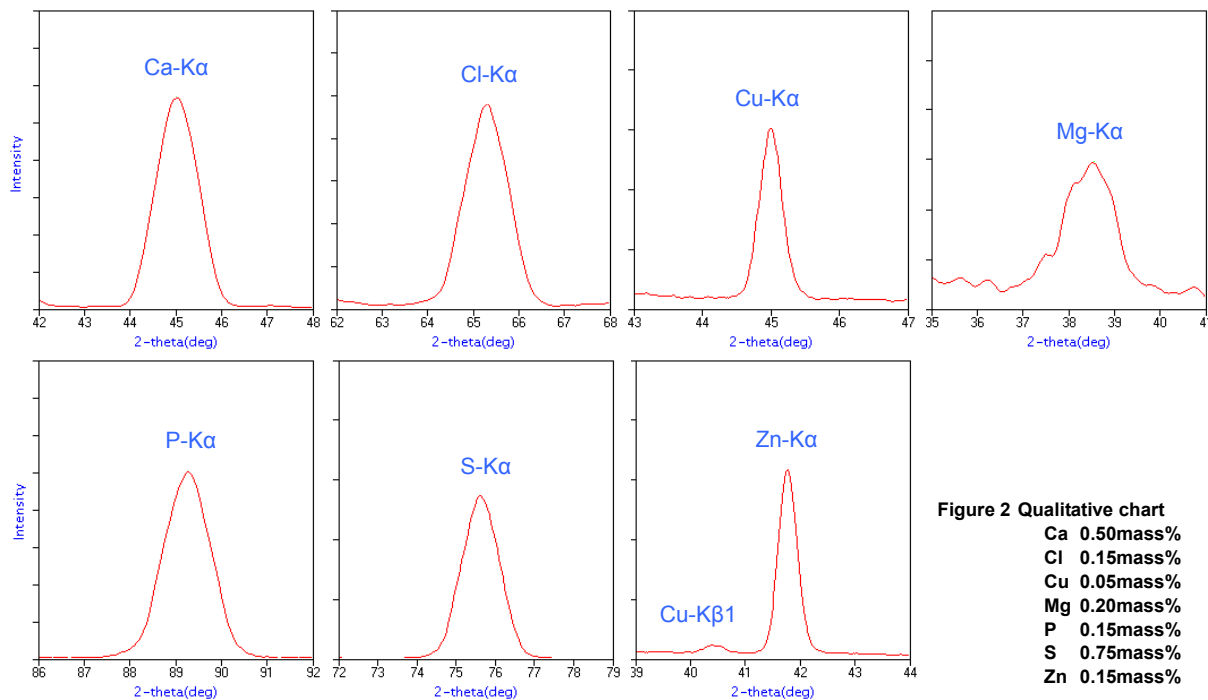 Ca-Kα
Intensity
42 43 44 45 46 47 48
2-theta(deg)
Cl-Kα
62 63 64 65 66 67 68
2-theta(deg)
Cu-Kα
43 44 45 46 47
2-theta(deg)
Mg-Kα
35 36 37 38 39 40 41
2-theta(deg)
P-Kα
Intensity
86 87 88 89 90 91 92
2-theta(deg)
S-Kα
72 73 74 75 76 77 78 79
2-theta(deg)
Zn-Kα
Cu-Kβ1
39 40 41 42 43 44
2-theta(deg)
Figure 2 Qualitative chart
Ca 0.50mass%
Cl 0.15mass%
Cu 0.05mass%
Mg 0.20mass%
P 0.15mass%
S 0.75mass%
Zn 0.15mass%